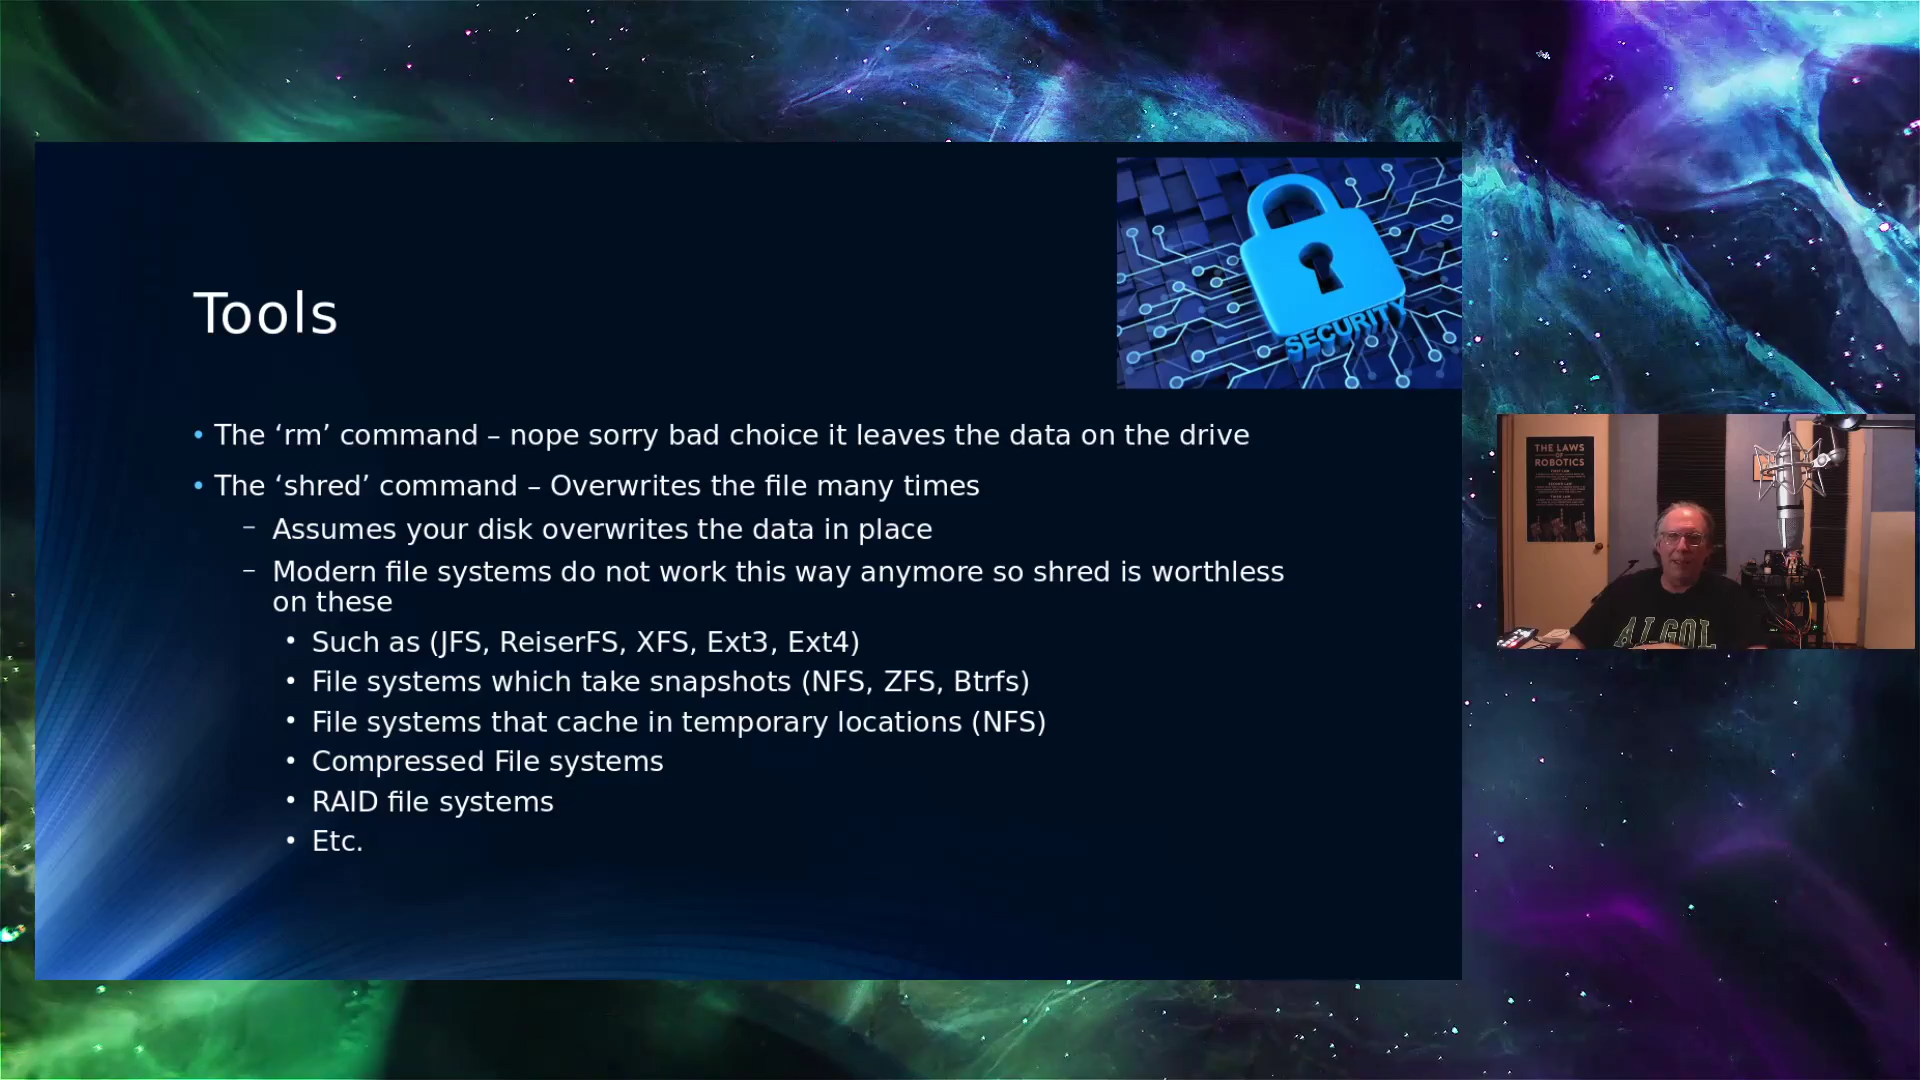 Tools
• The ‘rm’ command – nope sorry bad choice it leaves the data on the drive
• The ‘shred’ command – Overwrites the file many times
– Assumes your disk overwrites the data in place
– Modern file systems do not work this way anymore so shred is worthless
on these
• Such as (JFS, ReiserFS, XFS, Ext3, Ext4)
• File systems which take snapshots (NFS, ZFS, Btrfs)
• File systems that cache in temporary locations (NFS)
• Compressed File systems
• RAID file systems
• Etc.
SECURITY
THE LAWS
OF
ROBOTICS
ALGOL